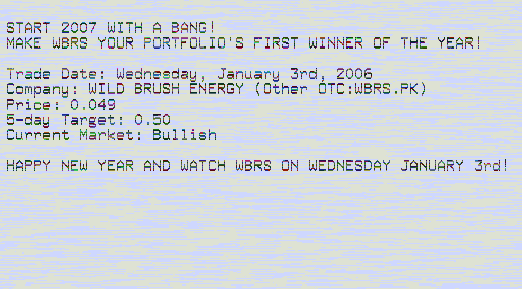 START 2007 WITH A BANG!
MAKE WBRS YOUR PORTFOLIO'S FIRST WINNER OF THE YEAR!
Trade Date: Wednesday, January 3rd, 2006
Company: WILD BRUSH ENERGY (Other OTC:WBRS.PK)
Price: 0.049
5-day Target: 0.50
Current Market: Bullish
HAPPY NEW YEAR AND WATCH WBRS ON WEDNESDAY JANUARY 3rd!